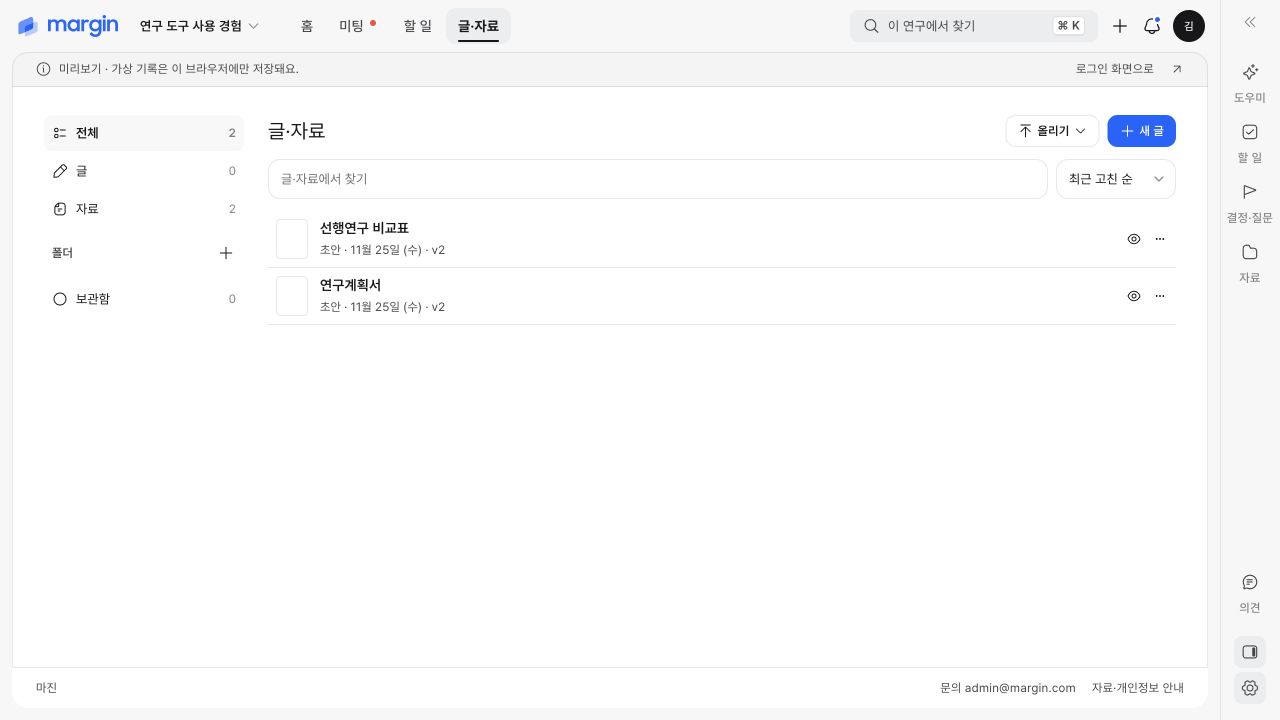 margin
연구 도구 사용 경험
홈
미팅
할 일
글·자료
이 연구에서 찾기
⌘ K
김
미리보기 · 가상 기록은 이 브라우저에만 저장돼요.
로그인 화면으로
전체 2
글 0
자료 2
폴더
보관함 0
글·자료
올리기
새 글
글·자료에서 찾기
최근 고친 순
선행연구 비교표
초안 · 11월 25일 (수) · v2
연구계획서
초안 · 11월 25일 (수) · v2
도우미
할 일
결정·질문
자료
의견
마진
문의 admin@margin.com
자료·개인정보 안내